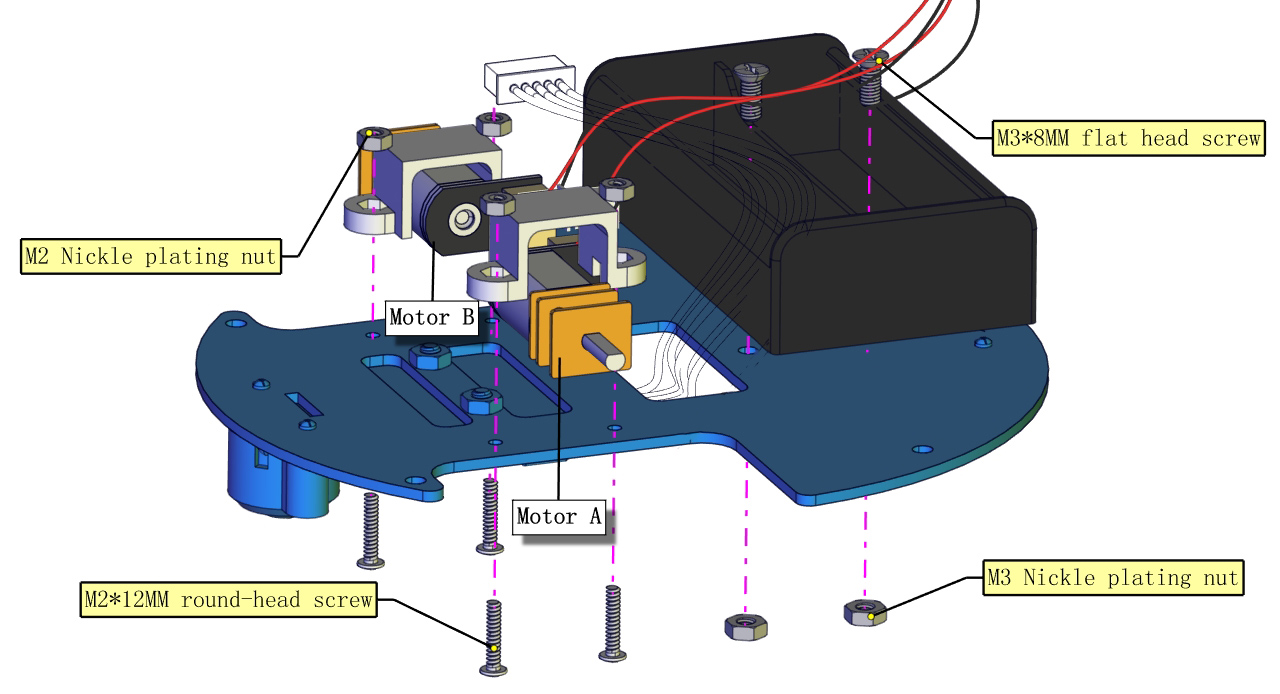 M3*8MM flat head screw
M2 Nickle plating nut
Motor B
Motor A
M3 Nickle plating nut
M2*12MM round-head screw